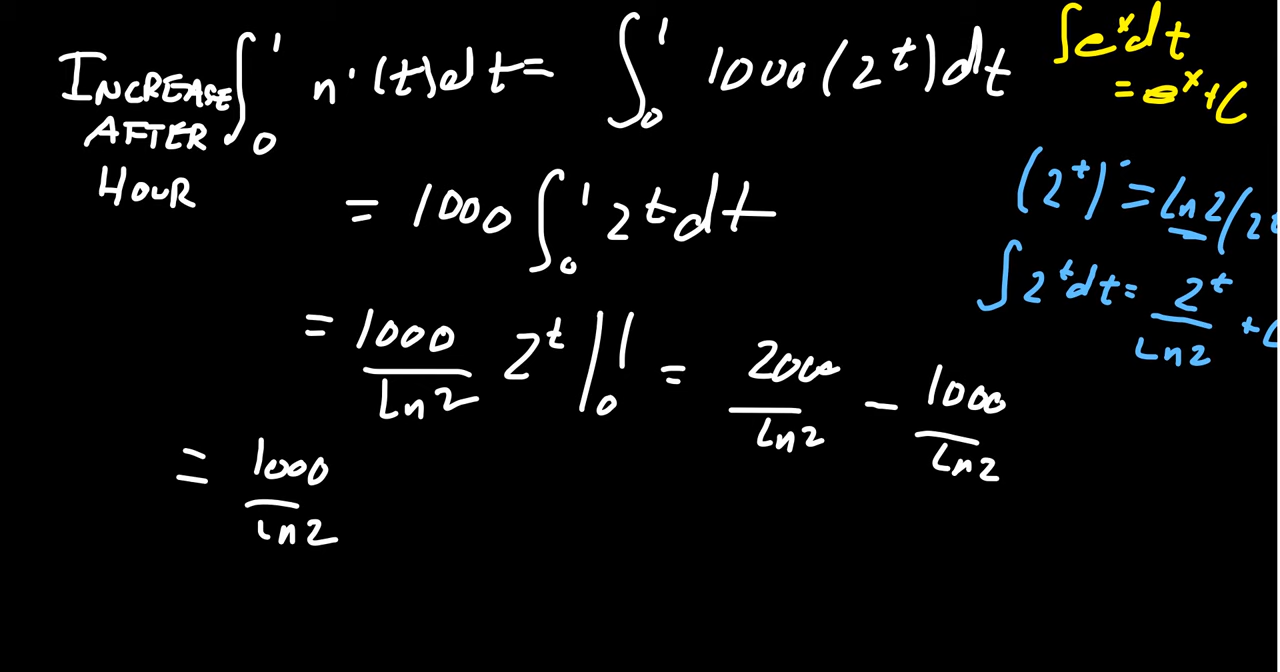 INCREASE AFTER HOUR
∫₀¹ n'(t)dt = ∫₀¹ 1000(2^t)dt
= 1000 ∫₀¹ 2^t dt
= 1000/Ln2 2^t |₀¹ = 2000/Ln2 - 1000/Ln2
= 1000/Ln2
∫e^x dt
= e^x + C
(2^t)' = Ln2(2^t
∫2^t dt = 2^t/Ln2 + C